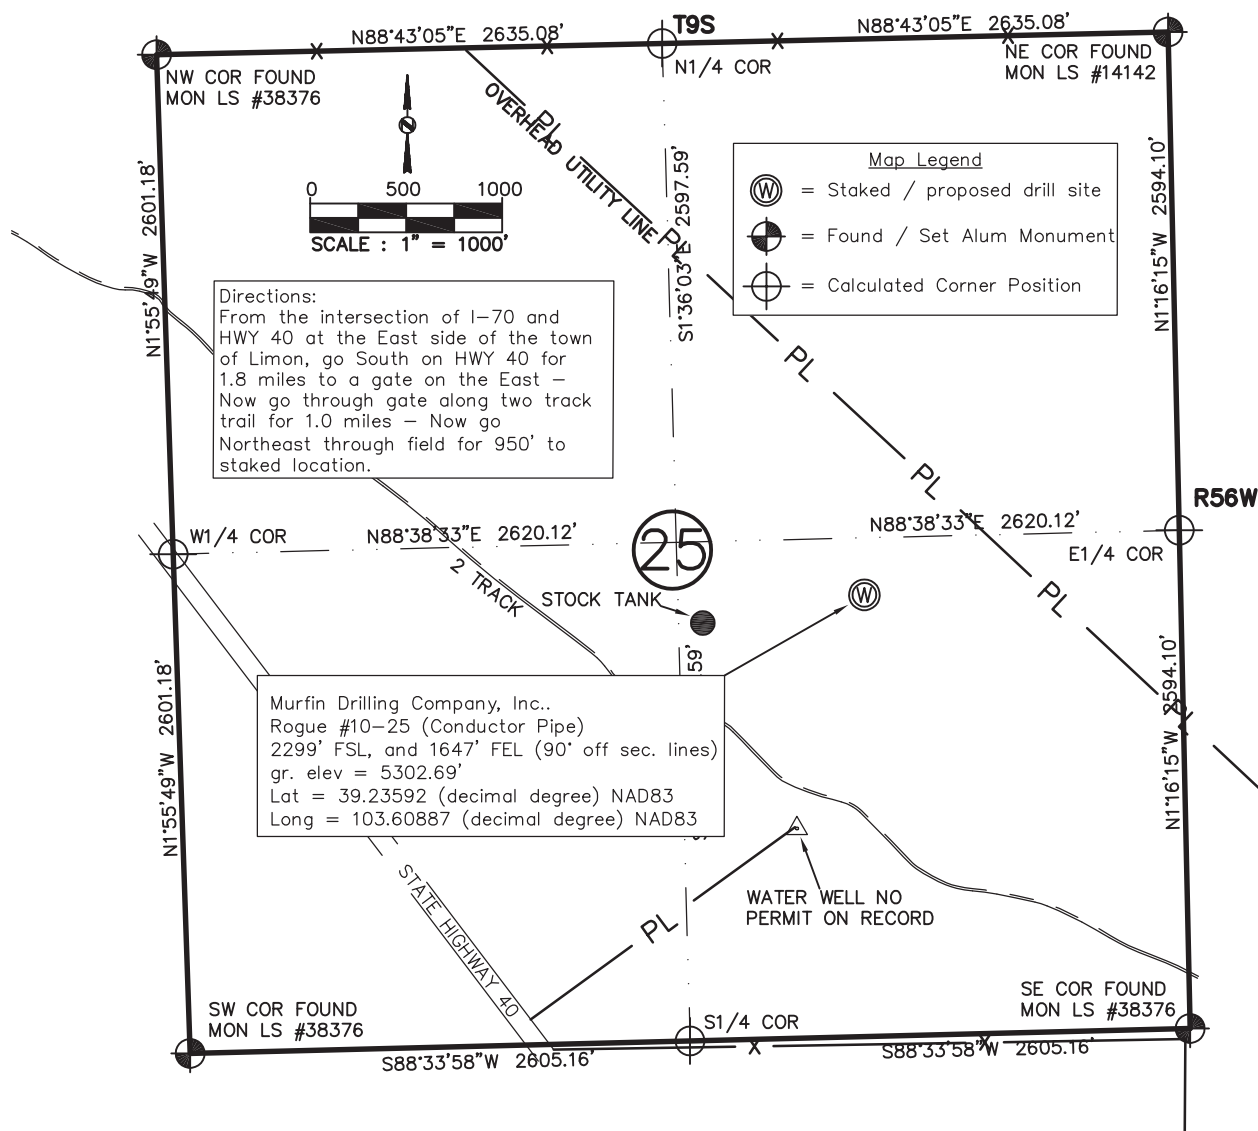 T9S
N88°43'05"E 2635.08'
N88°43'05"E 2635.08'
NW COR FOUND
MON LS #38376
N1/4 COR
NE COR FOUND
MON LS #14142
PL
OVERHEAD UTILITY LINE
PL
0 500 1000
SCALE : 1" = 1000'
Map Legend
W = Staked / proposed drill site
= Found / Set Alum Monument
= Calculated Corner Position
N1°55'49"W 2601.18'
S1°36'03"E 2597.59'
N1°16'15"W 2594.10'
Directions:
From the intersection of I-70 and
HWY 40 at the East side of the town
of Limon, go South on HWY 40 for
1.8 miles to a gate on the East -
Now go through gate along two track
trail for 1.0 miles - Now go
Northeast through field for 950' to
staked location.
PL
PL
R56W
W1/4 COR
N88°38'33"E 2620.12'
25
N88°38'33"E 2620.12'
E1/4 COR
2 TRACK
STOCK TANK
W
PL
59'
N1°55'49"W 2601.18'
N1°16'15"W 2594.10'
PL
Murfin Drilling Company, Inc..
Rogue #10-25 (Conductor Pipe)
2299' FSL, and 1647' FEL (90° off sec. lines)
gr. elev = 5302.69'
Lat = 39.23592 (decimal degree) NAD83
Long = 103.60887 (decimal degree) NAD83
STATE HIGHWAY 40
PL
WATER WELL NO
PERMIT ON RECORD
SW COR FOUND
MON LS #38376
S1/4 COR
SE COR FOUND
MON LS #38376
S88°33'58"W 2605.16'
S88°33'58"W 2605.16'